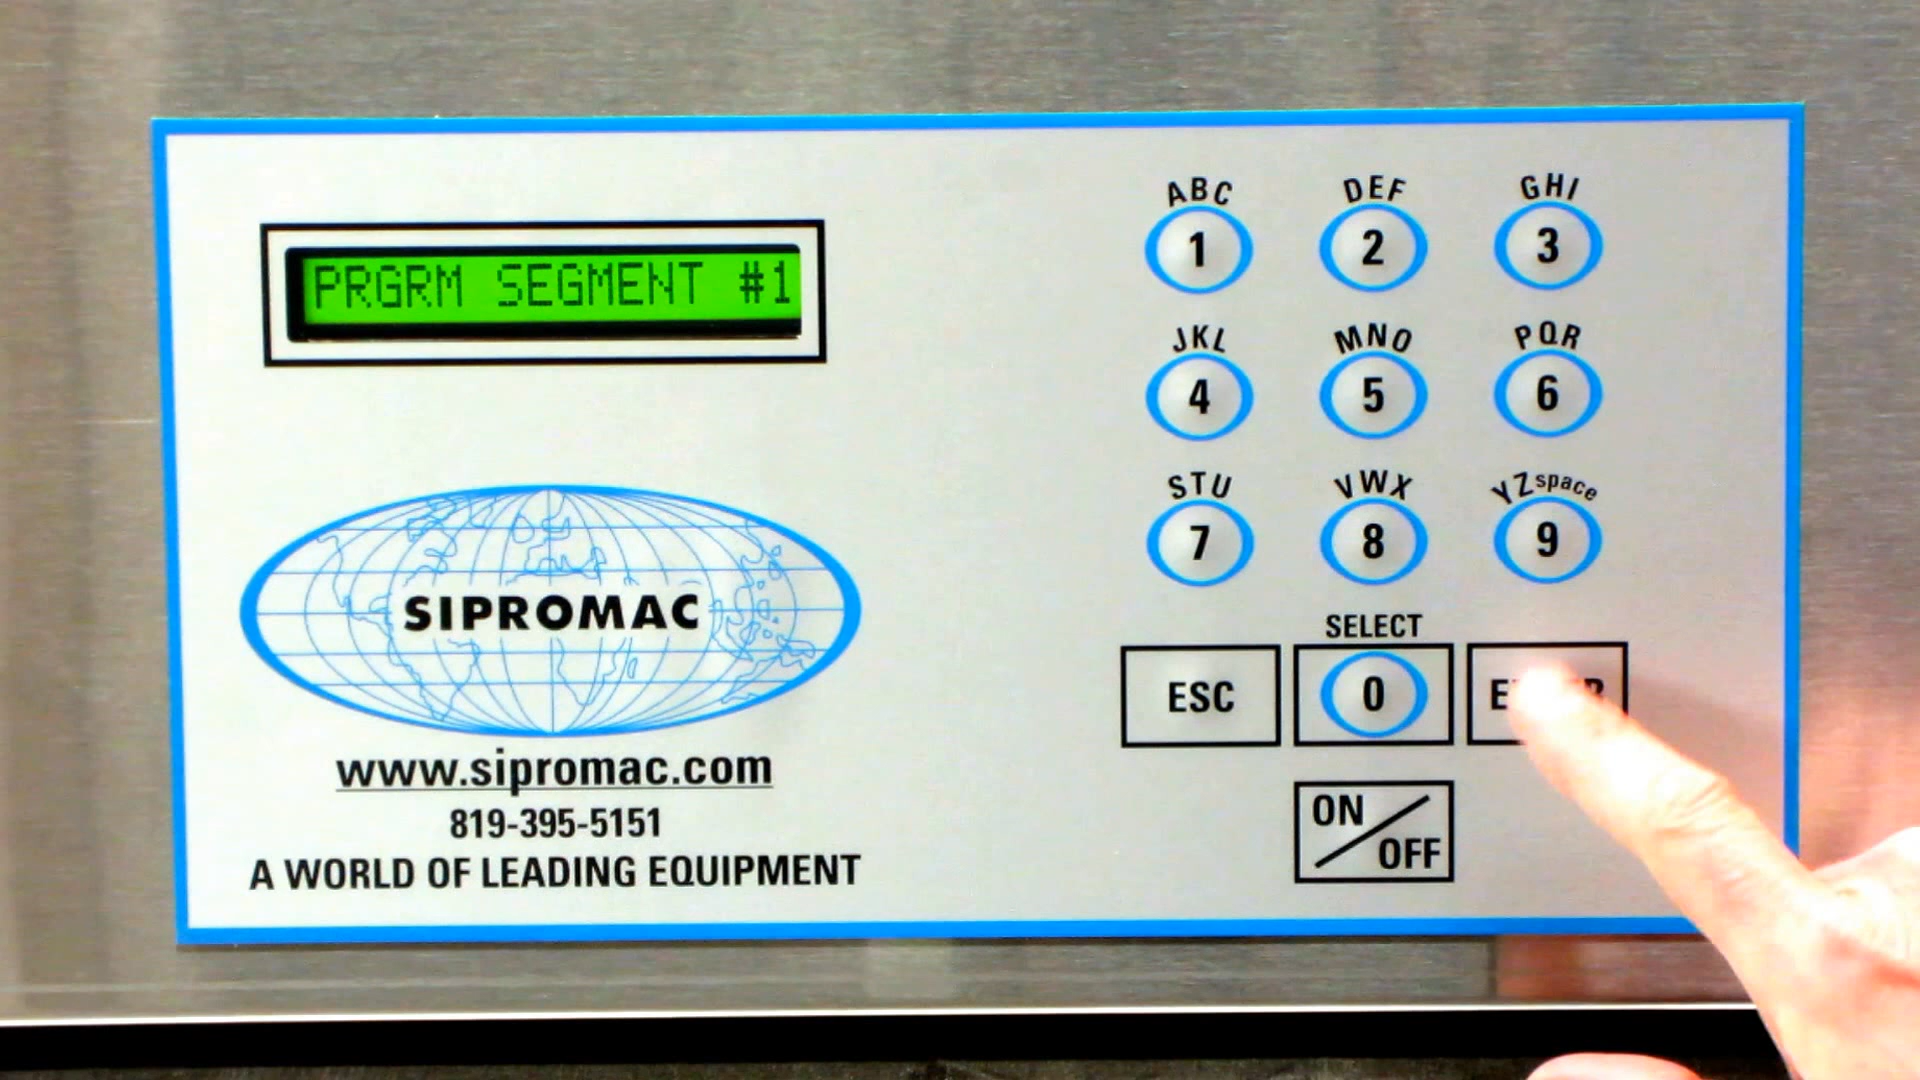 PRGRM SEGMENT #1
SIPROMAC
www.sipromac.com
819-395-5151
A WORLD OF LEADING EQUIPMENT
ABC DEF GHI
1 2 3
JKL MNO PQR
4 5 6
STU VWX YZspace
7 8 9
SELECT
ESC 0
ON/OFF